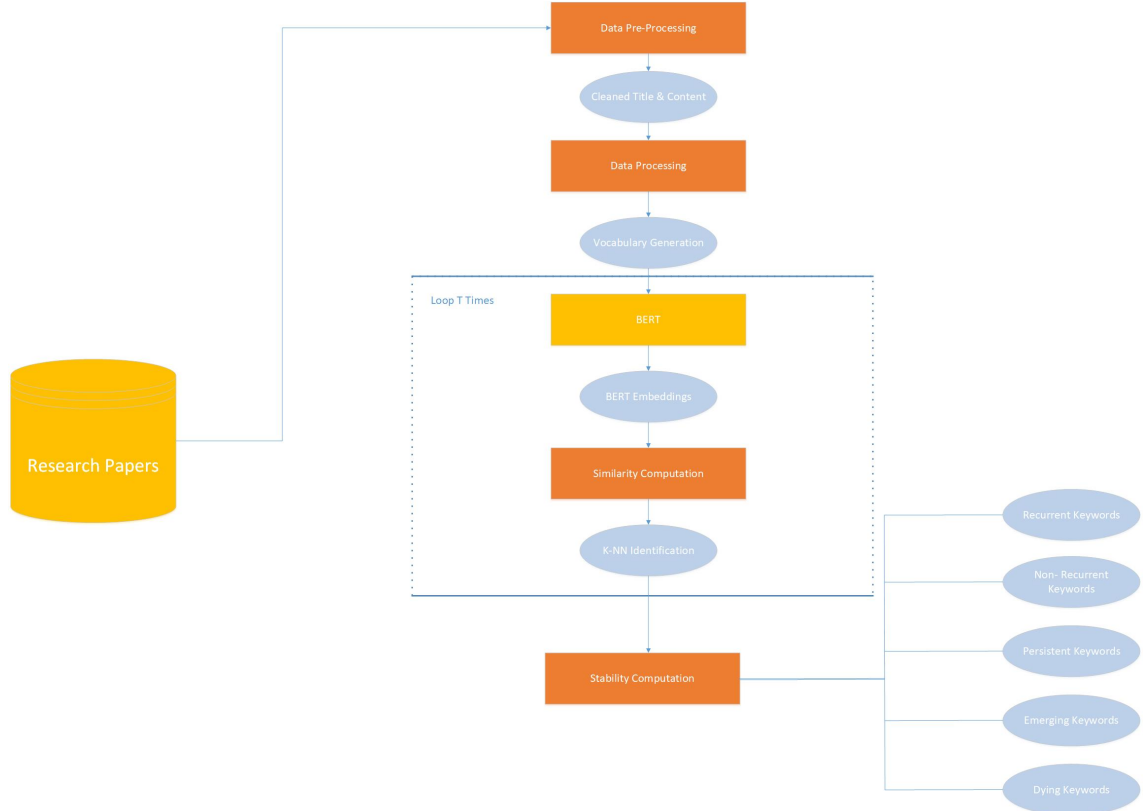 Data Pre-Processing
Cleaned Title & Content
Data Processing
Vocabulary Generation
Loop T Times
BERT
BERT Embeddings
Research Papers
Similarity Computation
K-NN Identification
Stability Computation
Recurrent Keywords
Non- Recurrent
Keywords
Persistent Keywords
Emerging Keywords
Dying Keywords